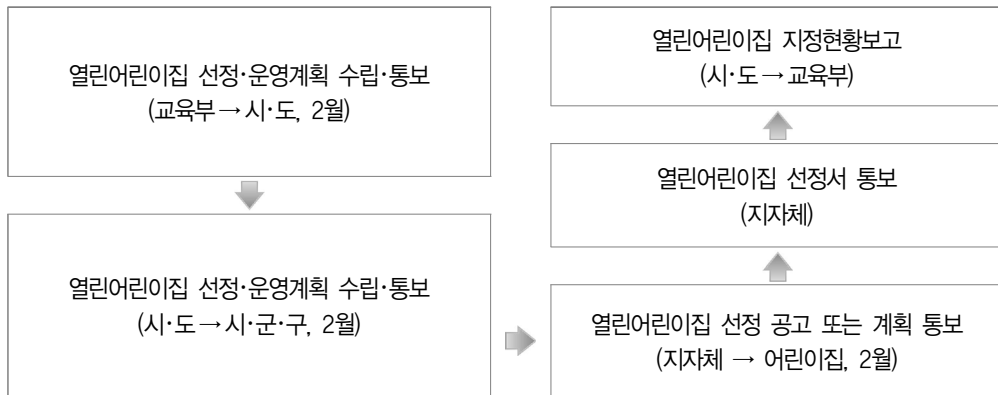 열린어린이집 선정·운영계획 수립·통보
(교육부→시·도, 2월)
열린어린이집 선정·운영계획 수립·통보
(시·도→시·군·구, 2월)
열린어린이집 선정 공고 또는 계획 통보
(지자체 → 어린이집, 2월)
열린어린이집 선정서 통보
(지자체)
열린어린이집 지정현황보고
(시·도→교육부)